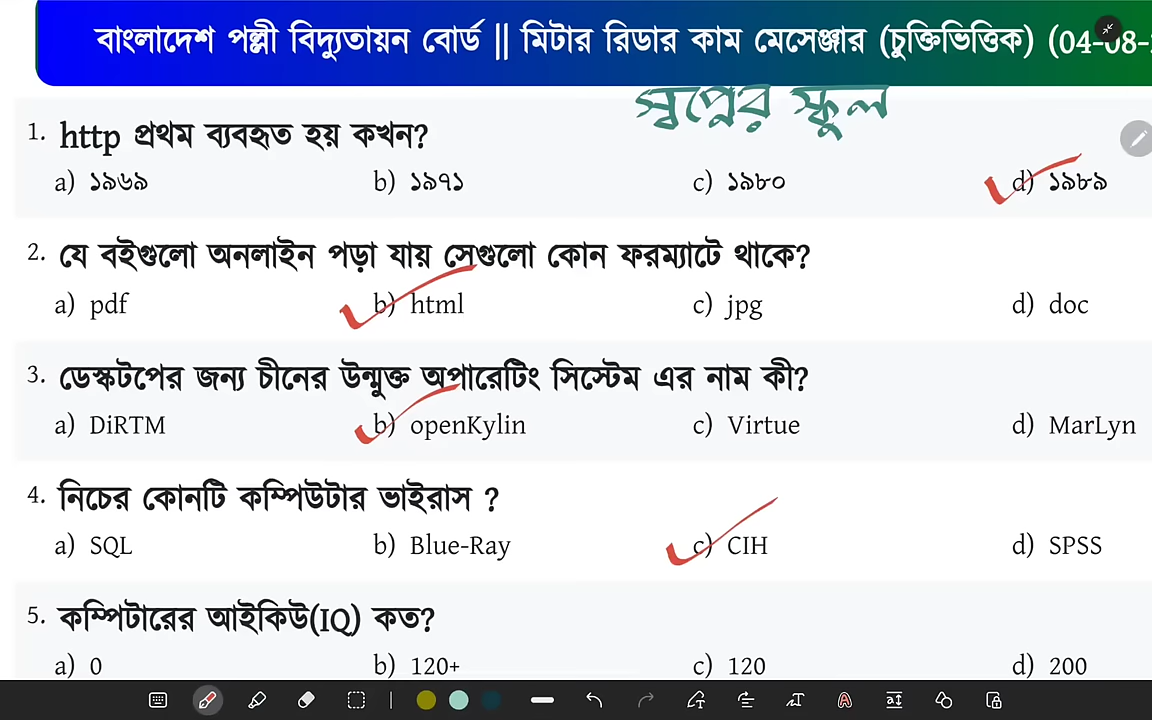 বাংলাদেশ পল্লী বিদ্যুতায়ন বোর্ড || মিটার রিডার কাম মেসেঞ্জার (চুক্তিভিত্তিক) (04-08-
স্বপ্নের স্কুল
1. http প্রথম ব্যবহৃত হয় কখন?
a) ১৯৬৯ b) ১৯৭১ c) ১৯৮০ d) ১৯৮৯
2. যে বইগুলো অনলাইন পড়া যায় সেগুলো কোন ফরম্যাটে থাকে?
a) pdf b) html c) jpg d) doc
3. ডেস্কটপের জন্য চীনের উন্মুক্ত অপারেটিং সিস্টেম এর নাম কী?
a) DiRTM b) openKylin c) Virtue d) MarLyn
4. নিচের কোনটি কম্পিউটার ভাইরাস ?
a) SQL b) Blue-Ray c) CIH d) SPSS
5. কম্পিটারের আইকিউ(IQ) কত?
a) 0 b) 120+ c) 120 d) 200